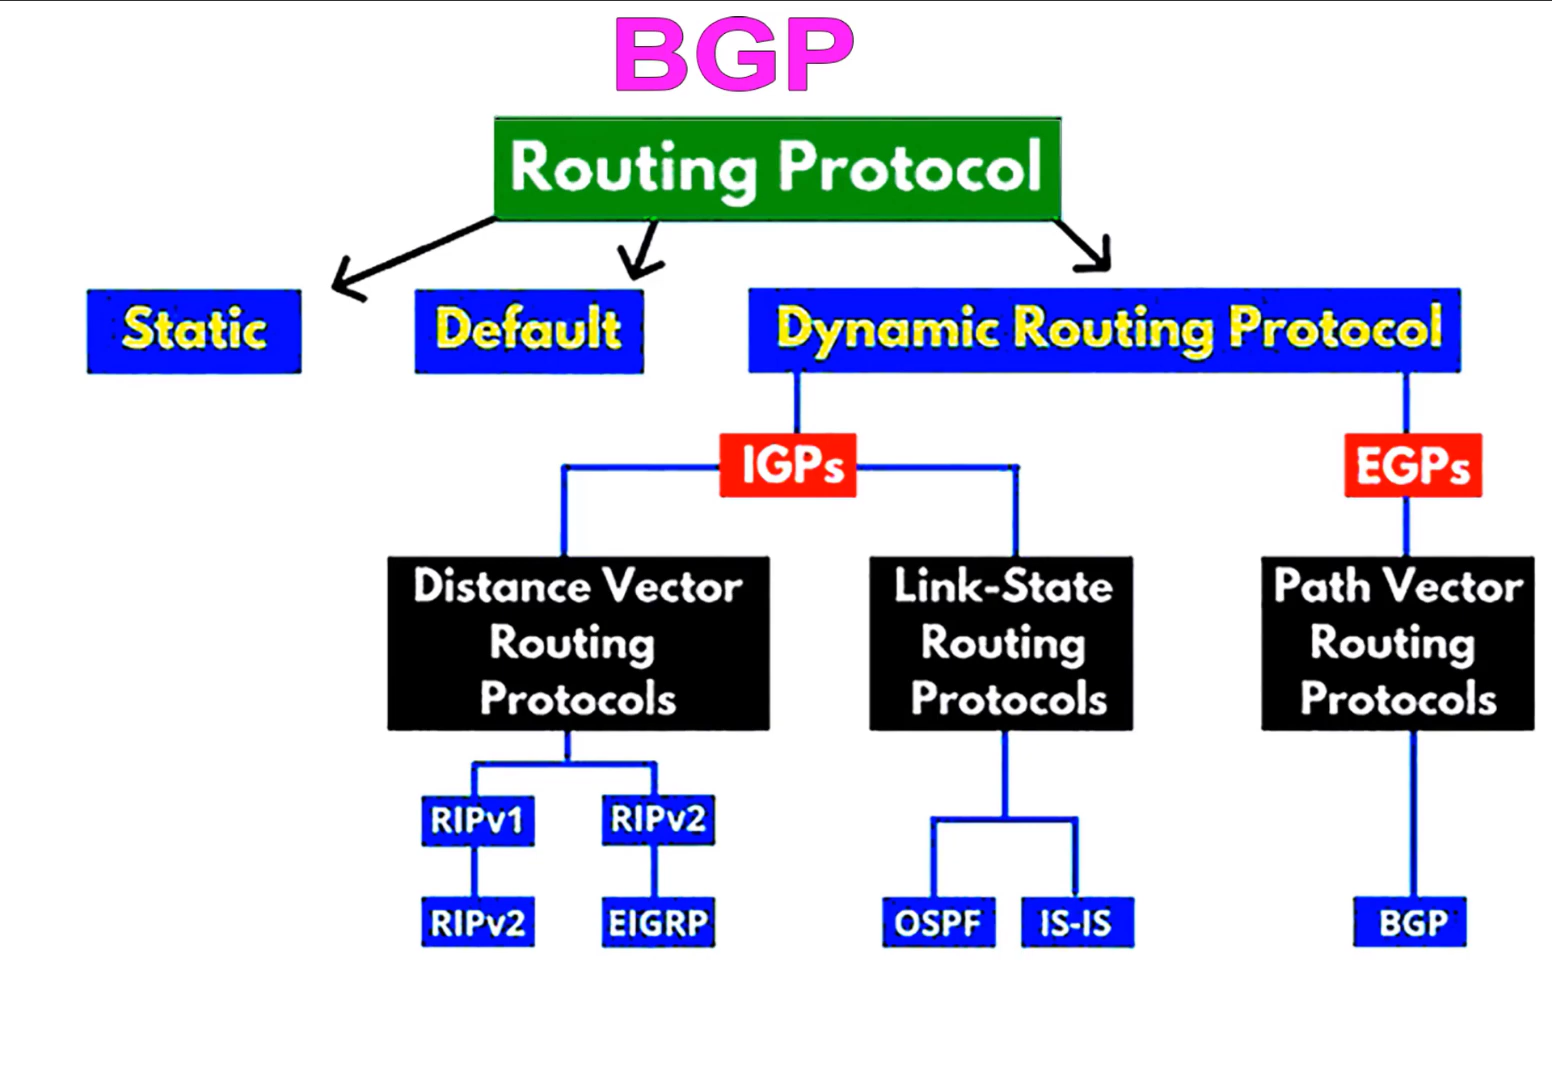 BGP
Routing Protocol
Static
Default
Dynamic Routing Protocol
IGPs
EGPs
Distance Vector
Routing
Protocols
Link-State
Routing
Protocols
Path Vector
Routing
Protocols
RIPv1
RIPv2
RIPv2
EIGRP
OSPF
IS-IS
BGP